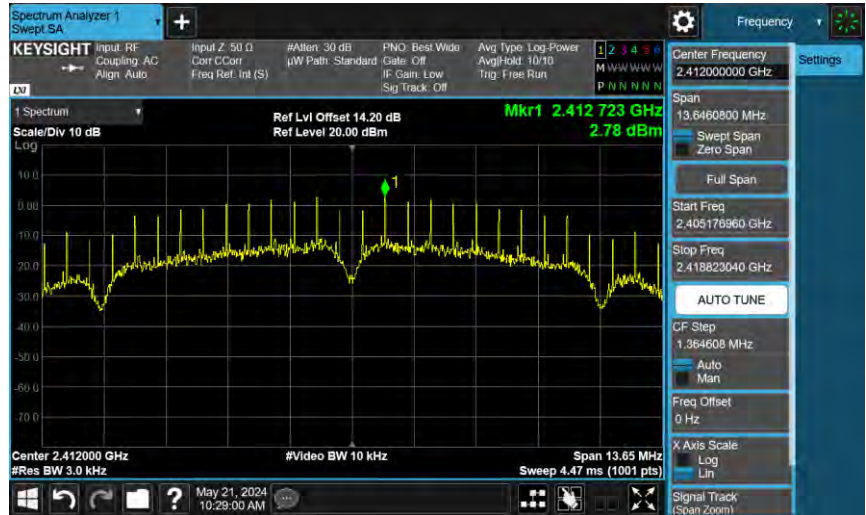 Spectrum Analyzer 1
Swept SA
+
Frequency
KEYSIGHT
Input: RF
Coupling: AC
Align: Auto
Input Z: 50 Ω
Corr CCorr
Freq Ref: Int (S)
#Atten: 30 dB
µW Path: Standard
PNO: Best Wide
Gate: Off
IF Gain: Low
Sig Track: Off
Avg Type: Log-Power
Avg|Hold: 10/10
Trig: Free Run
1 2 3 4 5 6
M W W W W W
P N N N N N
LXI
1 Spectrum
Scale/Div 10 dB
Log
Ref Lvl Offset 14.20 dB
Ref Level 20.00 dBm
Mkr1 2.412 723 GHz
2.78 dBm
1
10.0
0.00
-10.0
-20.0
-30.0
-40.0
-50.0
-60.0
-70.0
Center 2.412000 GHz
#Res BW 3.0 kHz
#Video BW 10 kHz
Span 13.65 MHz
Sweep 4.47 ms (1001 pts)
May 21, 2024
10:29:00 AM
?
Center Frequency
2.412000000 GHz
Settings
Span
13.6460800 MHz
Swept Span
Zero Span
Full Span
Start Freq
2.405176960 GHz
Stop Freq
2.418823040 GHz
AUTO TUNE
CF Step
1.364608 MHz
Auto
Man
Freq Offset
0 Hz
X Axis Scale
Log
Lin
Signal Track
(Span Zoom)